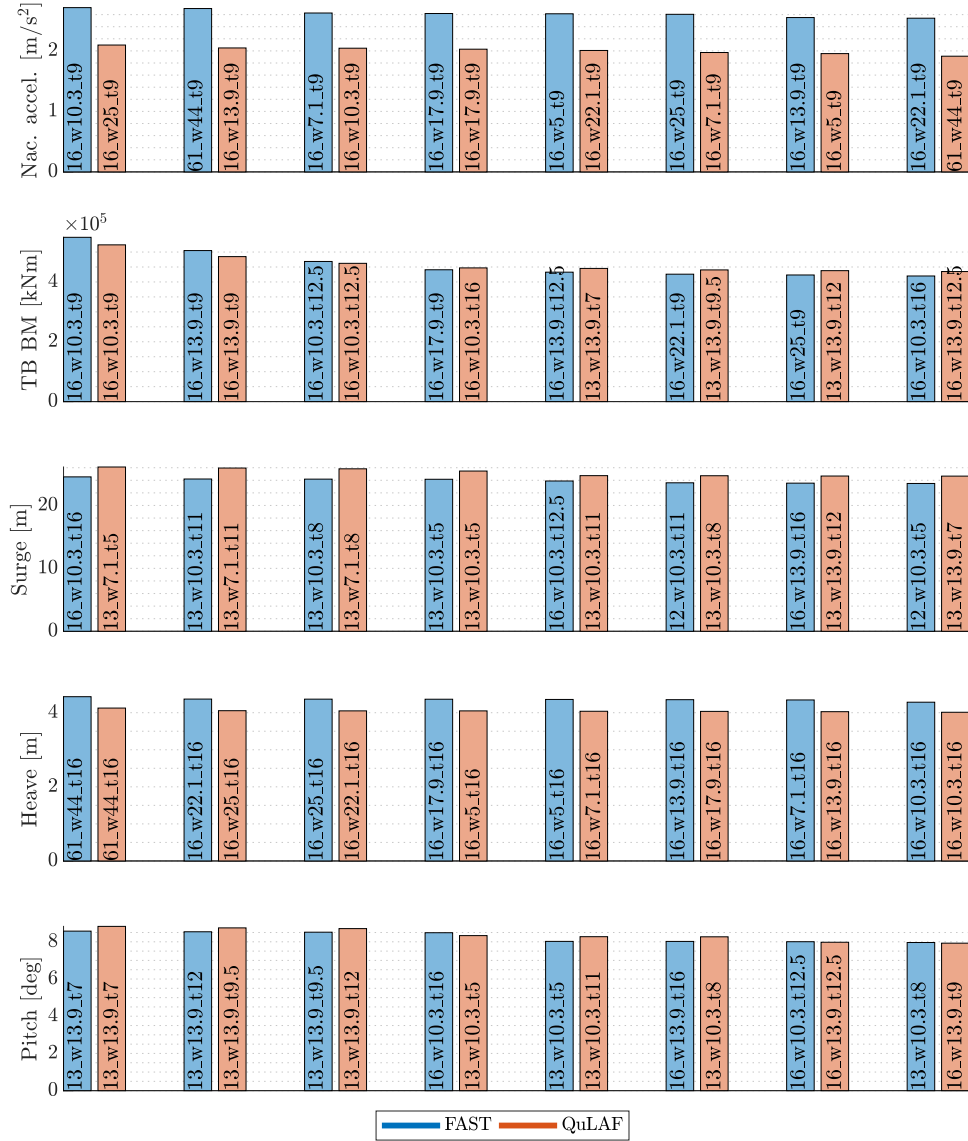 Nac. accel. [m/s²]
2
1
0
16_w10.3_t9
16_w25_t9
61_w44_t9
16_w13.9_t9
16_w7.1_t9
16_w10.3_t9
16_w17.9_t9
16_w17.9_t9
16_w5_t9
16_w22.1_t9
16_w25_t9
16_w7.1_t9
16_w13.9_t9
16_w5_t9
16_w22.1_t9
61_w44_t9
×10⁵
TB BM [kNm]
4
2
0
16_w10.3_t9
16_w10.3_t9
16_w13.9_t9
16_w13.9_t9
16_w10.3_t12.5
16_w10.3_t12.5
16_w17.9_t9
16_w10.3_t16
16_w13.9_t12.5
13_w13.9_t7
16_w22.1_t9
13_w13.9_t9.5
16_w25_t9
13_w13.9_t12
16_w10.3_t16
16_w13.9_t12.5
Surge [m]
20
10
0
16_w10.3_t16
13_w7.1_t5
13_w10.3_t11
13_w7.1_t11
13_w10.3_t8
13_w7.1_t8
13_w10.3_t5
13_w10.3_t5
16_w10.3_t12.5
13_w10.3_t11
12_w10.3_t11
13_w10.3_t8
16_w13.9_t16
13_w13.9_t12
12_w10.3_t5
13_w13.9_t7
Heave [m]
4
2
0
61_w44_t16
61_w44_t16
16_w22.1_t16
16_w25_t16
16_w25_t16
16_w22.1_t16
16_w17.9_t16
16_w5_t16
16_w5_t16
16_w7.1_t16
16_w13.9_t16
16_w17.9_t16
16_w7.1_t16
16_w13.9_t16
16_w10.3_t16
16_w10.3_t16
Pitch [deg]
8
6
4
2
0
13_w13.9_t7
13_w13.9_t7
13_w13.9_t12
13_w13.9_t9.5
13_w13.9_t9.5
13_w13.9_t12
16_w10.3_t16
13_w10.3_t5
13_w10.3_t5
13_w10.3_t11
16_w13.9_t16
13_w10.3_t8
16_w10.3_t12.5
16_w13.9_t12.5
13_w10.3_t8
16_w13.9_t9
FAST
QuLAF